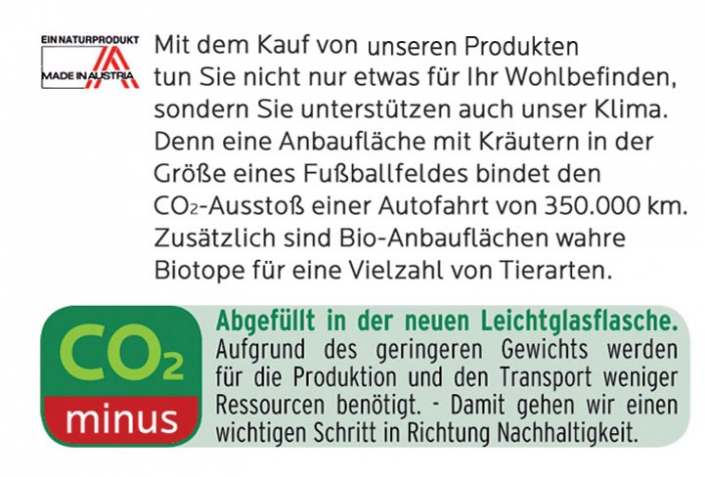 EIN NATURPRODUKT
MADE IN AUSTRIA
Mit dem Kauf von unseren Produkten
tun Sie nicht nur etwas für Ihr Wohlbefinden,
sondern Sie unterstützen auch unser Klima.
Denn eine Anbaufläche mit Kräutern in der
Größe eines Fußballfeldes bindet den
CO₂-Ausstoß einer Autofahrt von 350.000 km.
Zusätzlich sind Bio-Anbauflächen wahre
Biotope für eine Vielzahl von Tierarten.
CO₂
minus
Abgefüllt in der neuen Leichtglasflasche.
Aufgrund des geringeren Gewichts werden
für die Produktion und den Transport weniger
Ressourcen benötigt. - Damit gehen wir einen
wichtigen Schritt in Richtung Nachhaltigkeit.